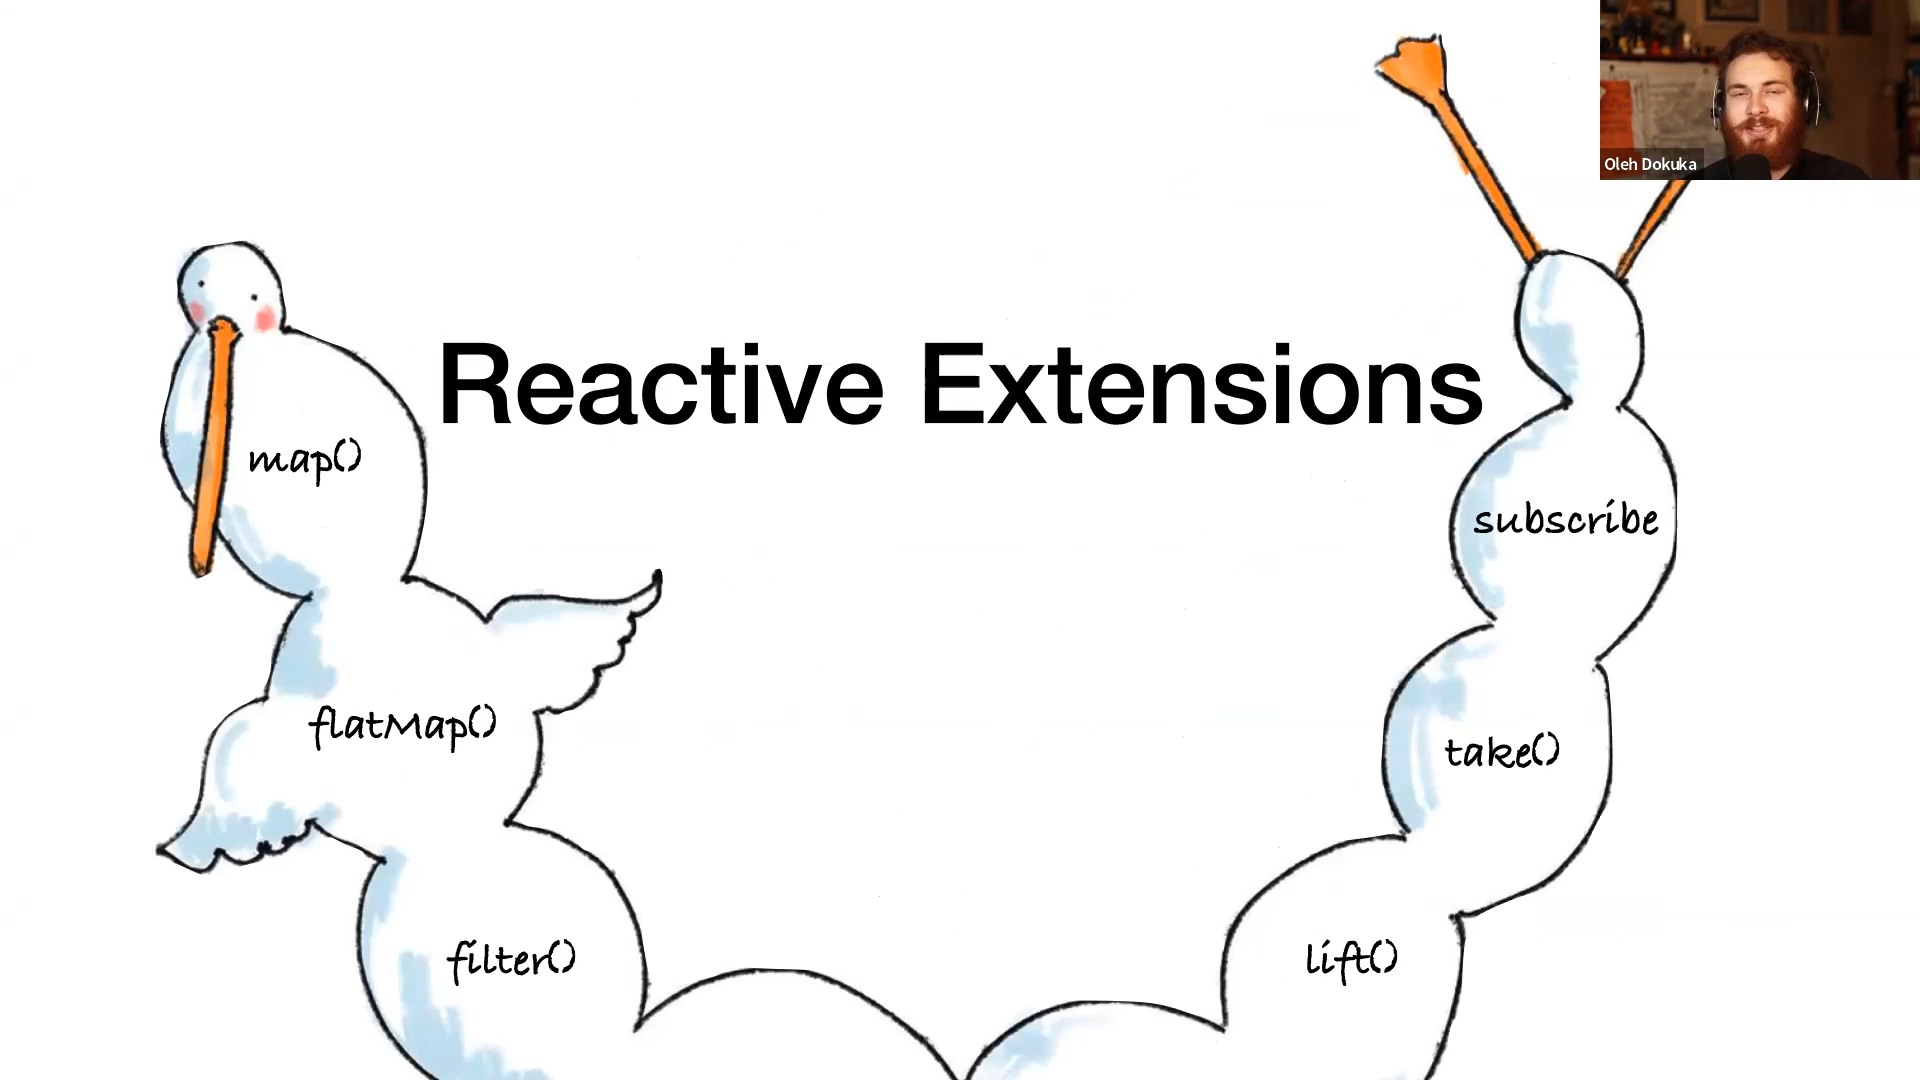 Oleh Dokuka
Reactive Extensions
map()
subscribe
flatMap()
take()
filter()
lift()